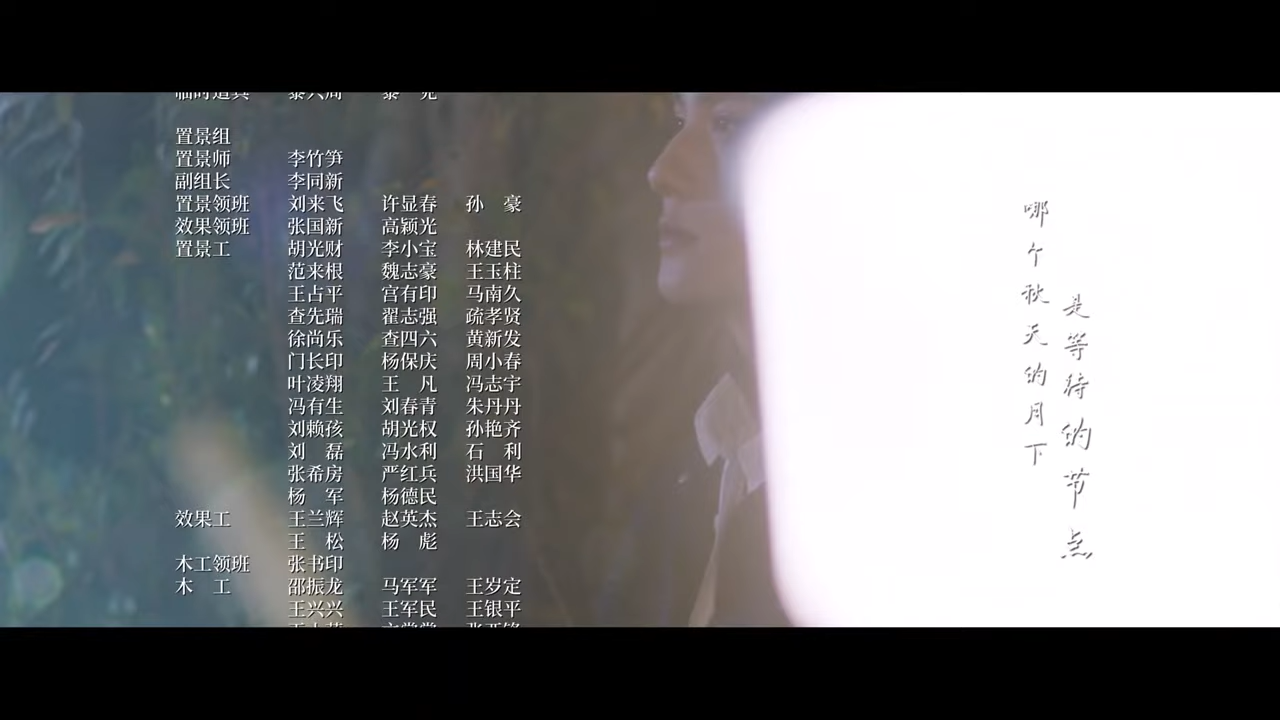 置景组
置景师 李竹笋
副组长 李同新
置景领班 刘来飞 许显春 孙 豪
效果领班 张国新 高颖光
置景工 胡光财 李小宝 林建民
范来根 魏志豪 王玉柱
王占平 宫有印 马南久
查先瑞 翟志强 疏孝贤
徐尚乐 查四六 黄新发
门长印 杨保庆 周小春
叶凌翔 王 凡 冯志宇
冯有生 刘春青 朱丹丹
刘赖孩 胡光权 孙艳齐
刘 磊 冯水利 石 利
张希房 严红兵 洪国华
杨 军 杨德民
效果工 王兰辉 赵英杰 王志会
王 松 杨 彪
木工领班 张书印
木 工 邵振龙 马军军 王岁定
王兴兴 王军民 王银平
哪个秋天的月下
是等待的节点